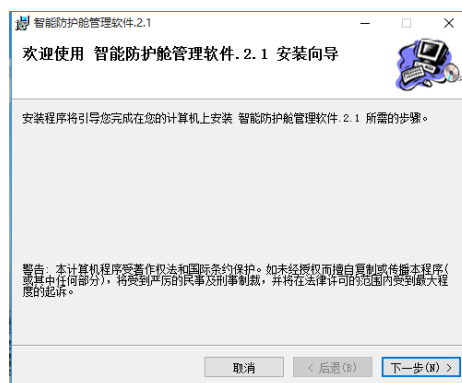 智能防护舱管理软件.2.1
欢迎使用 智能防护舱管理软件.2.1 安装向导
安装程序将引导您完成在您的计算机上安装 智能防护舱管理软件.2.1 所需的步骤。
警告: 本计算机程序受著作权法和国际条约保护。如未经授权而擅自复制或传播本程序(
或其中任何部分)，将受到严厉的民事及刑事制裁，并将在法律许可的范围内受到最大程
度的起诉。
取消
< 后退(B)
下一步(N) >